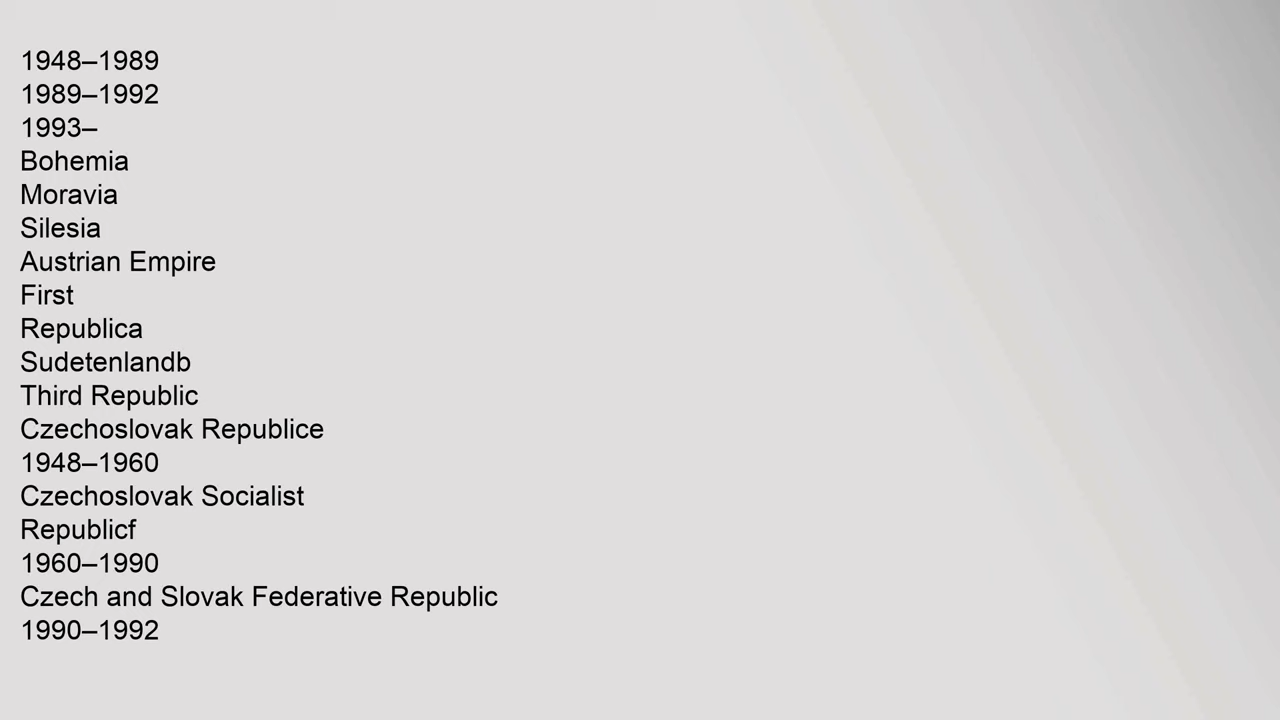 1948–1989
1989–1992
1993–
Bohemia
Moravia
Silesia
Austrian Empire
First
Republica
Sudetenlandb
Third Republic
Czechoslovak Republice
1948–1960
Czechoslovak Socialist
Republicf
1960–1990
Czech and Slovak Federative Republic
1990–1992